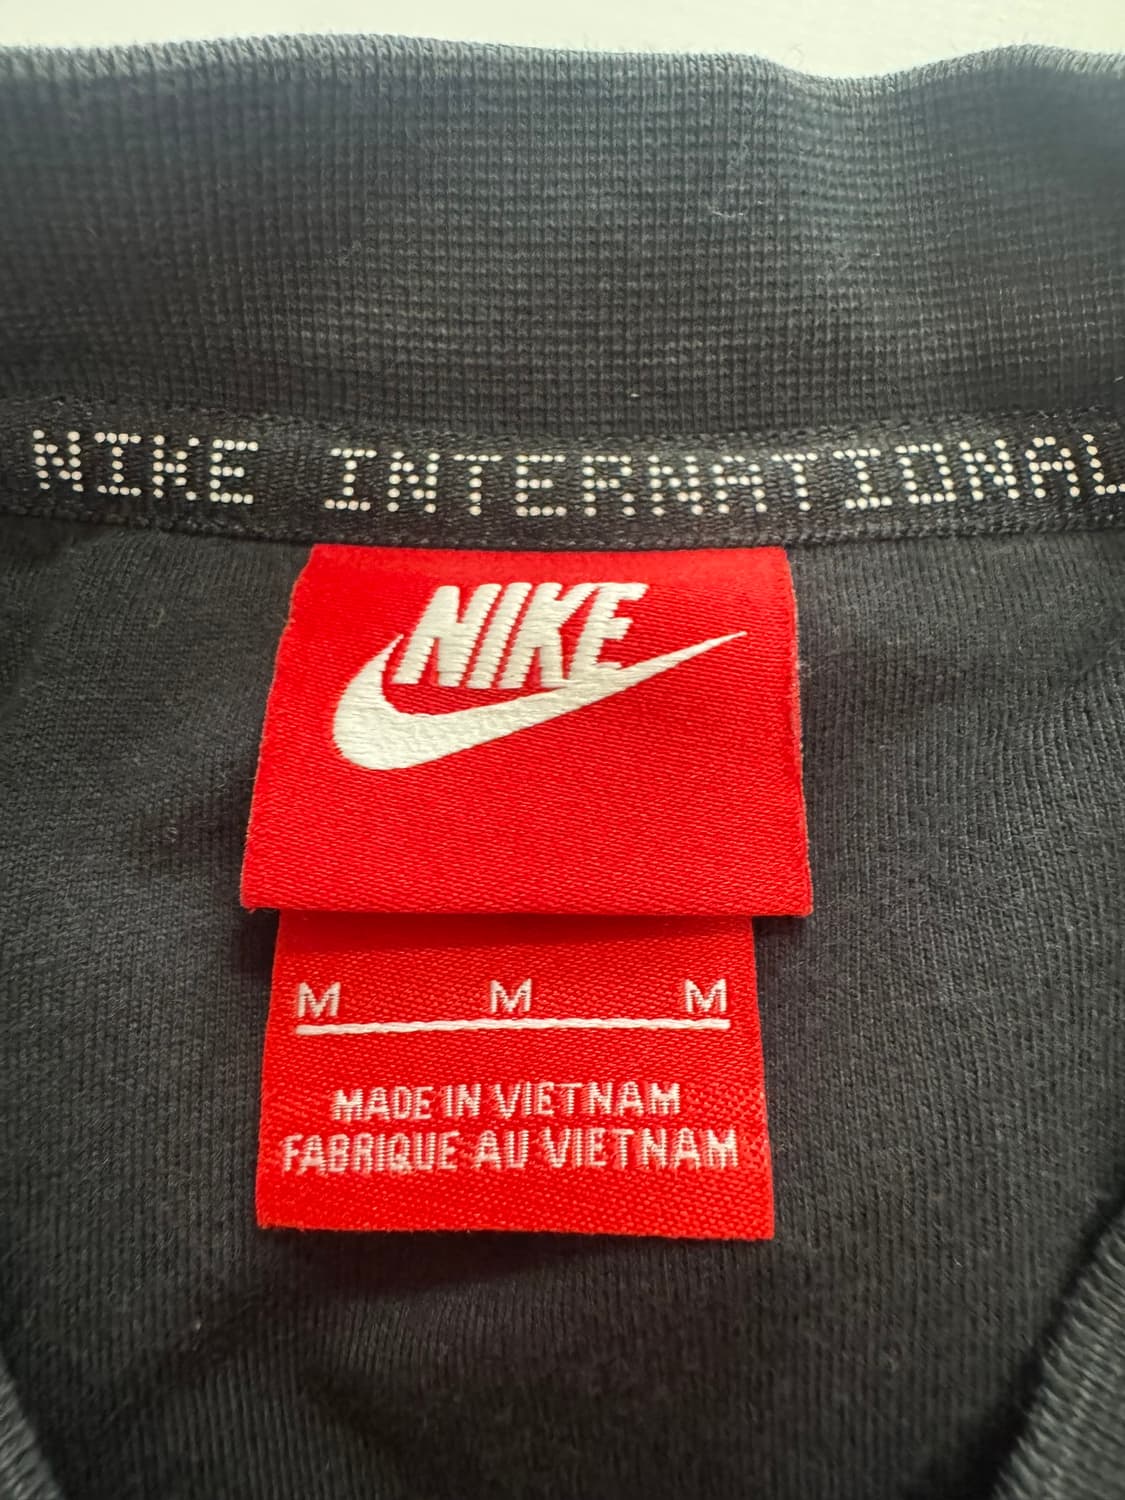 NIKE INTERNATIONAL
NIKE
M M M
MADE IN VIETNAM
FABRIQUE AU VIETNAM